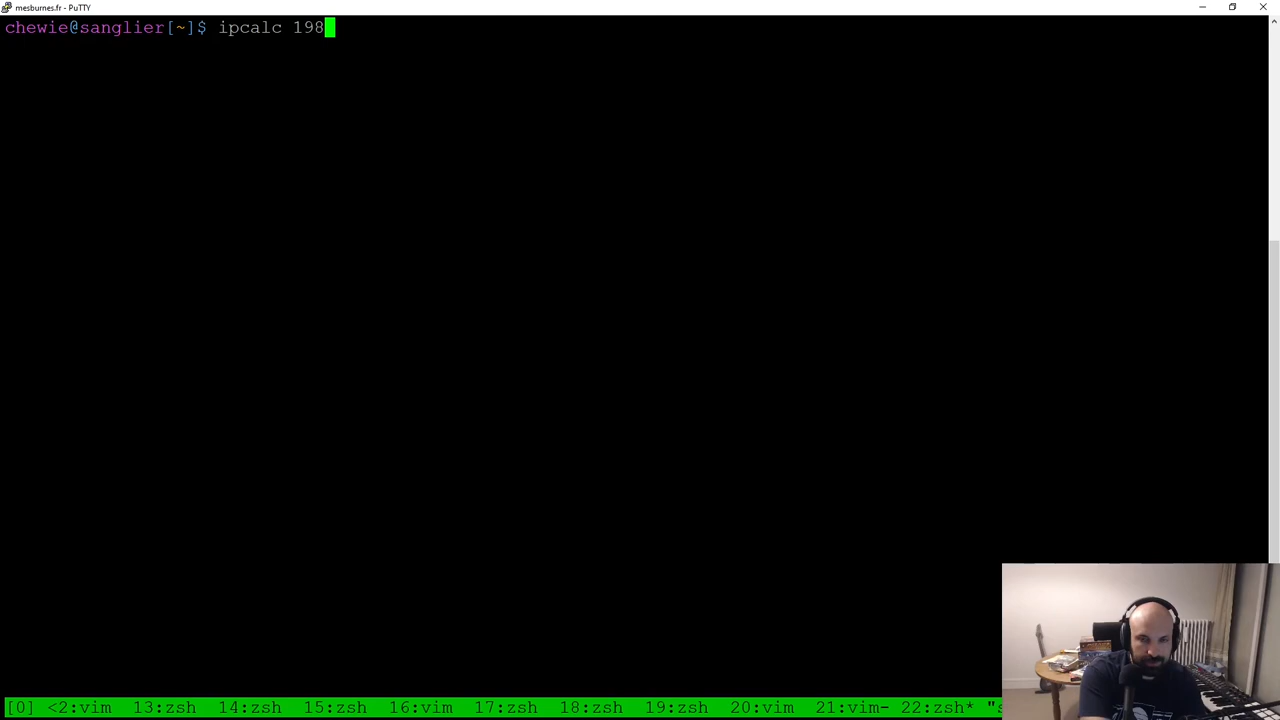 mesburnes.fr - PuTTY
chewie@sanglier[~]$ ipcalc 198
[0] <2:vim 13:zsh 14:zsh 15:zsh 16:vim 17:zsh 18:zsh 19:zsh 20:vim 21:vim- 22:zsh* "s